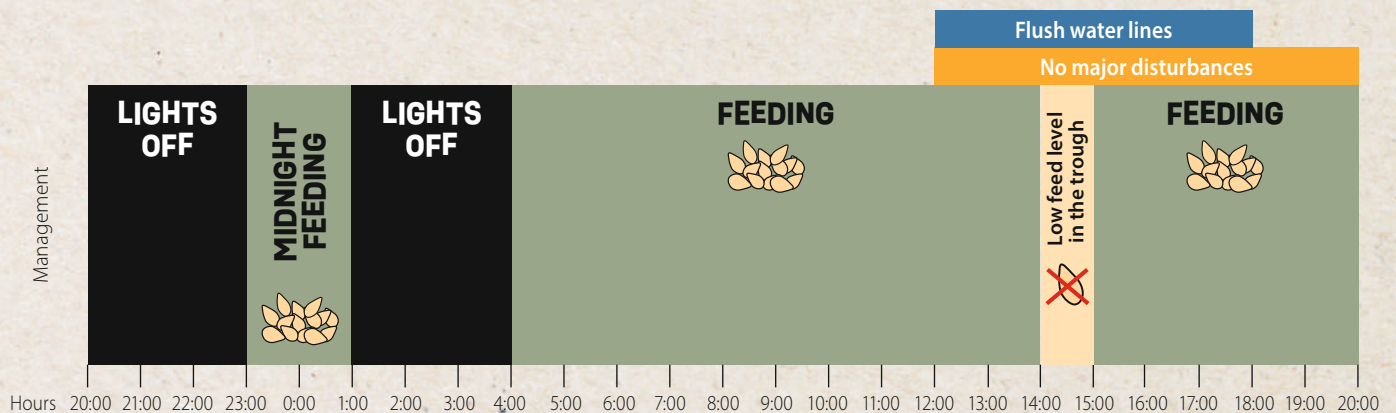 Flush water lines
No major disturbances
LIGHTS
OFF
MIDNIGHT
FEEDING
LIGHTS
OFF
FEEDING
Low feed level
in the trough
FEEDING
Management
Hours 20:00 21:00 22:00 23:00 0:00 1:00 2:00 3:00 4:00 5:00 6:00 7:00 8:00 9:00 10:00 11:00 12:00 13:00 14:00 15:00 16:00 17:00 18:00 19:00 20:00